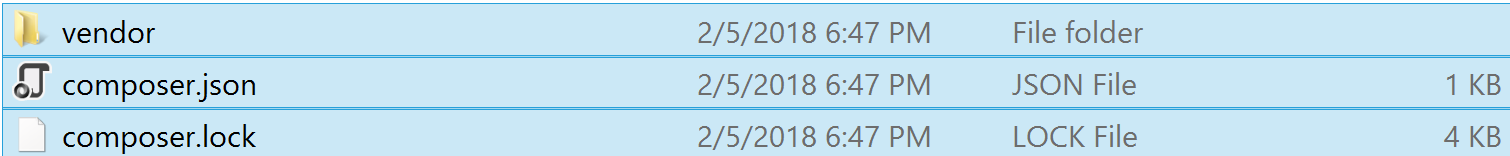 vendor 2/5/2018 6:47 PM File folder
composer.json 2/5/2018 6:47 PM JSON File 1 KB
composer.lock 2/5/2018 6:47 PM LOCK File 4 KB